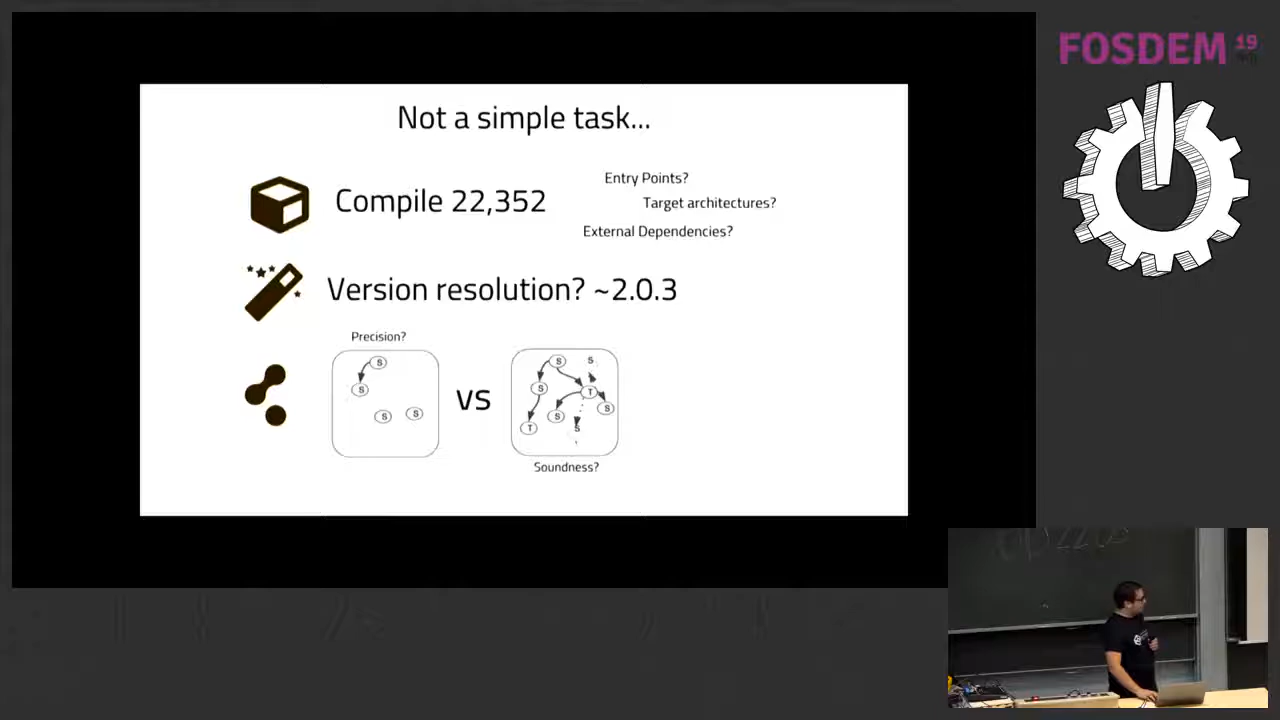 FOSDEM 19
Not a simple task...
Compile 22,352
Entry Points?
Target architectures?
External Dependencies?
Version resolution? ~2.0.3
Precision?
S
S
S
S
VS
S
S
S
T
S
S
T
S
Soundness?